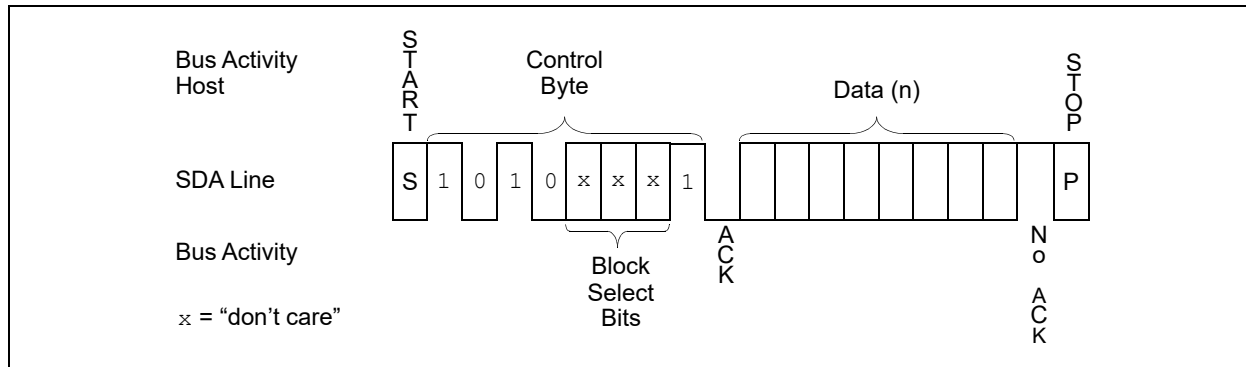 Bus Activity
Host
START
Control
Byte
Data (n)
STOP
SDA Line
S 1 0 1 0 x x x 1 P
Bus Activity
ACK
No ACK
Block
Select
Bits
x = “don’t care”